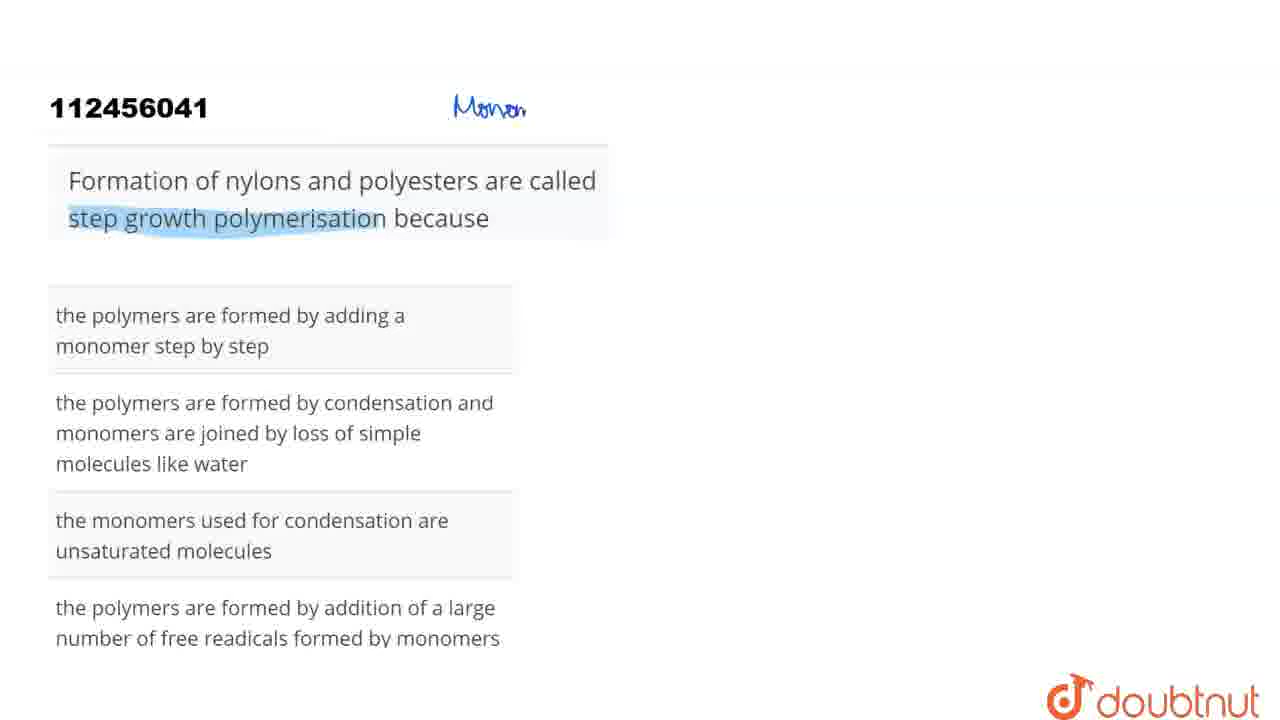 112456041
Monom
Formation of nylons and polyesters are called
step growth polymerisation because
the polymers are formed by adding a
monomer step by step
the polymers are formed by condensation and
monomers are joined by loss of simple
molecules like water
the monomers used for condensation are
unsaturated molecules
the polymers are formed by addition of a large
number of free readicals formed by monomers
doubtnut